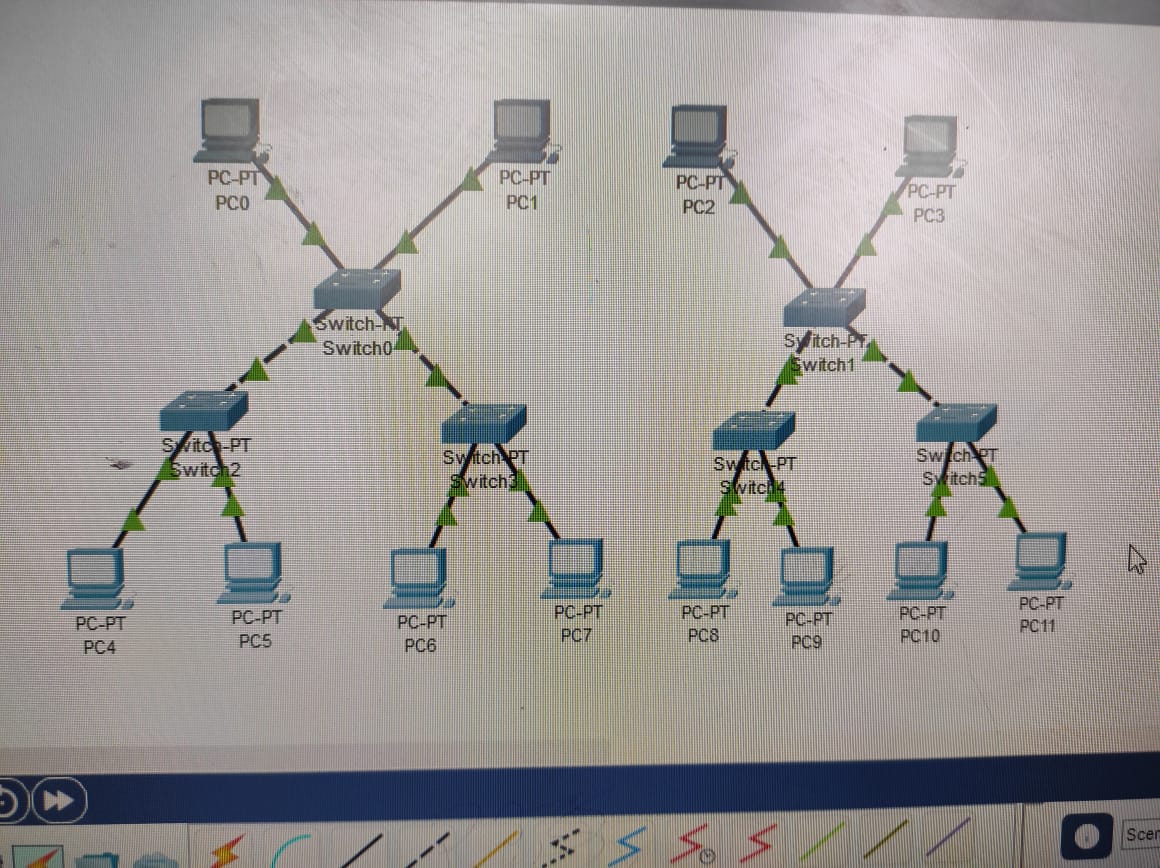 PC-PT
PC0
PC-PT
PC1
PC-PT
PC2
PC-PT
PC3
Switch-PT
Switch0
Switch-PT
Switch1
Switch-PT
Switch2
Switch-PT
Switch3
Switch-PT
Switch4
Switch-PT
Switch5
PC-PT
PC4
PC-PT
PC5
PC-PT
PC6
PC-PT
PC7
PC-PT
PC8
PC-PT
PC9
PC-PT
PC10
PC-PT
PC11